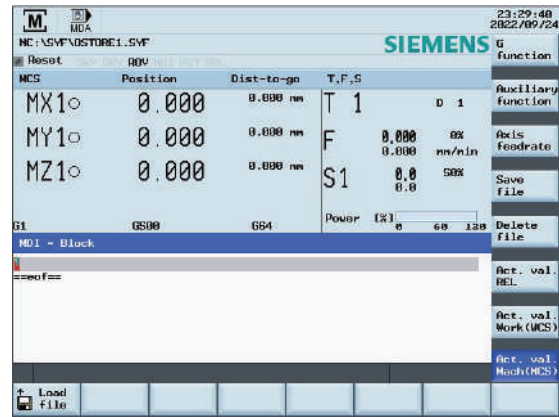 M
MDA
23:29:40
2022/09/24
NC:\SYF\OSTORE1.SYF
SIEMENS
Reset
ROV
MCS Position Dist-to-go T,F,S
MX1 0.000 0.000 mm T 1 D 1
MY1 0.000 0.000 mm F 0.000 0%
0.000 mm/min
MZ1 0.000 0.000 mm S1 0.0 50%
0.0
Power [%]
0 60 120
G1 G500 G64
MDI - Block
==eof==
G
function
Auxiliary
function
Axis
feedrate
Save
file
Delete
file
Act. val.
REL
Act. val.
Work(WCS)
Act. val.
Mach(MCS)
Load
file